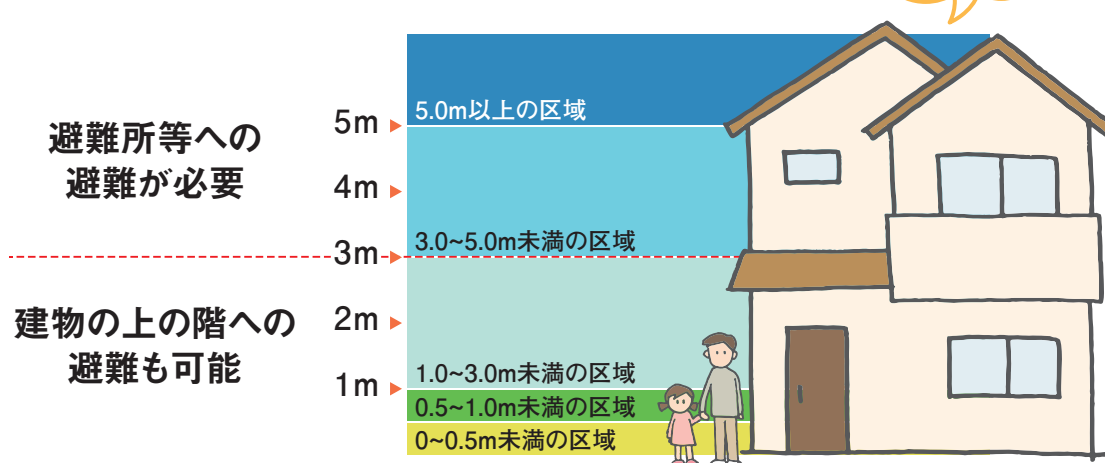 避難所等への
避難が必要
建物の上の階への
避難も可能
5m
4m
3m
2m
1m
5.0m以上の区域
3.0~5.0m未満の区域
1.0~3.0m未満の区域
0.5~1.0m未満の区域
0~0.5m未満の区域